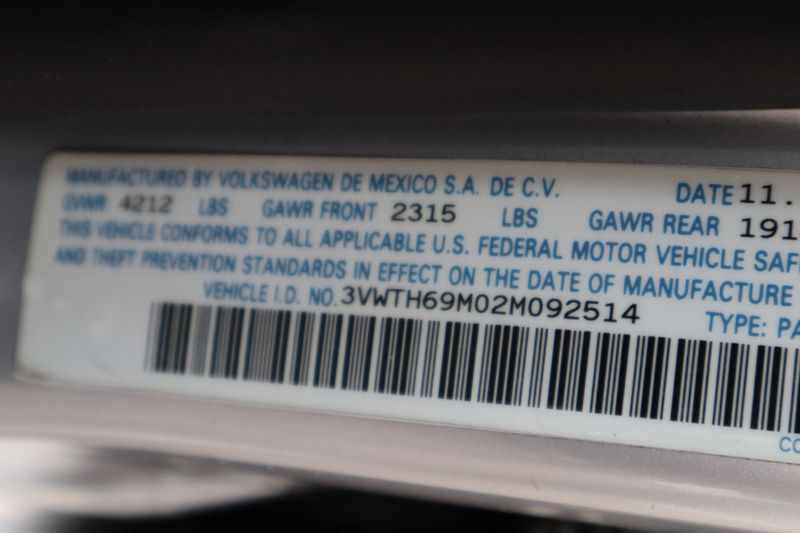 MANUFACTURED BY VOLKSWAGEN DE MEXICO S.A. DE C.V. DATE 11.
GVWR 4212 LBS GAWR FRONT 2315 LBS GAWR REAR 191
THIS VEHICLE CONFORMS TO ALL APPLICABLE U.S. FEDERAL MOTOR VEHICLE SAF
AND THEFT PREVENTION STANDARDS IN EFFECT ON THE DATE OF MANUFACTURE
VEHICLE I.D. NO. 3VWTH69M02M092514 TYPE: PA
CO